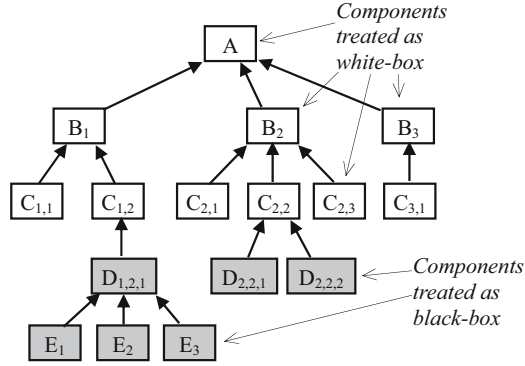 Components
treated as
white-box
A
B1
B2
B3
C1,1
C1,2
C2,1
C2,2
C2,3
C3,1
D1,2,1
D2,2,1
D2,2,2
Components
treated as
black-box
E1
E2
E3